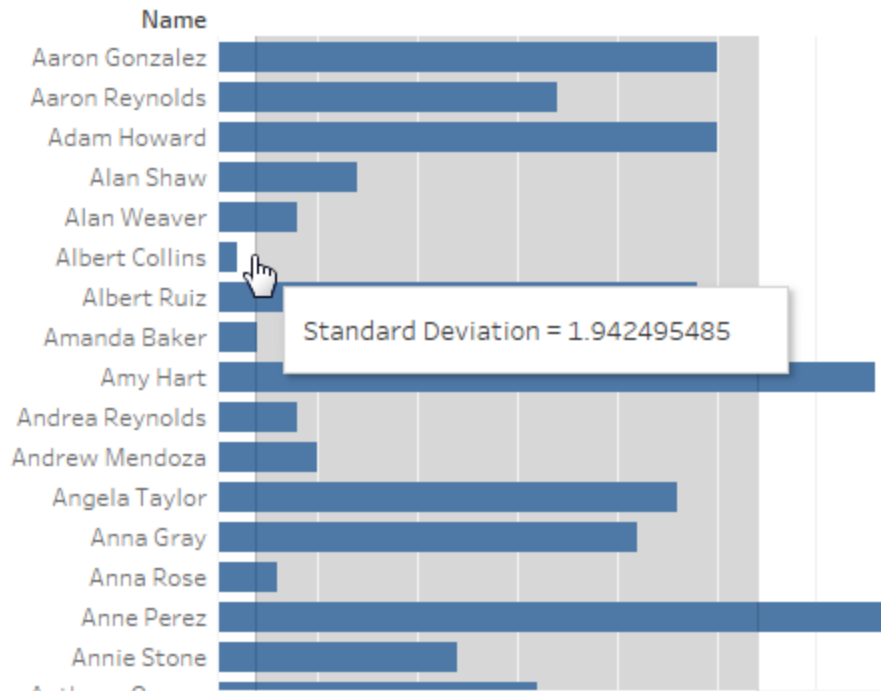 Name
Aaron Gonzalez
Aaron Reynolds
Adam Howard
Alan Shaw
Alan Weaver
Albert Collins
Albert Ruiz
Standard Deviation = 1.942495485
Amanda Baker
Amy Hart
Andrea Reynolds
Andrew Mendoza
Angela Taylor
Anna Gray
Anna Rose
Anne Perez
Annie Stone